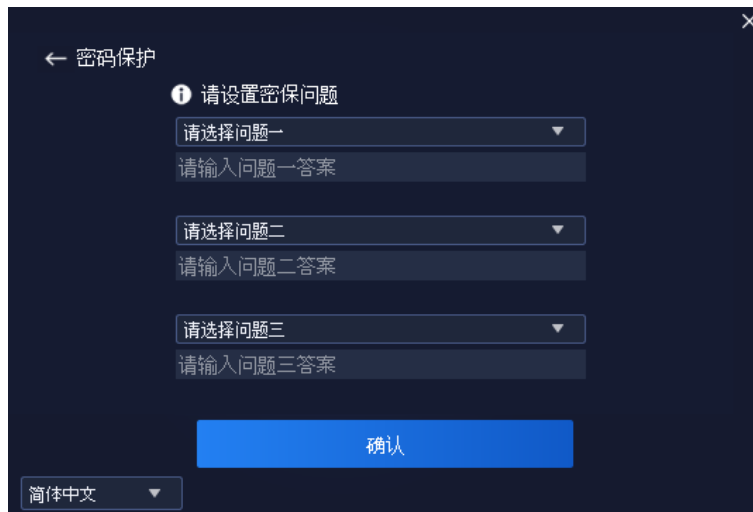 密码保护
请设置密保问题
请选择问题一
请输入问题一答案
请选择问题二
请输入问题二答案
请选择问题三
请输入问题三答案
确认
简体中文